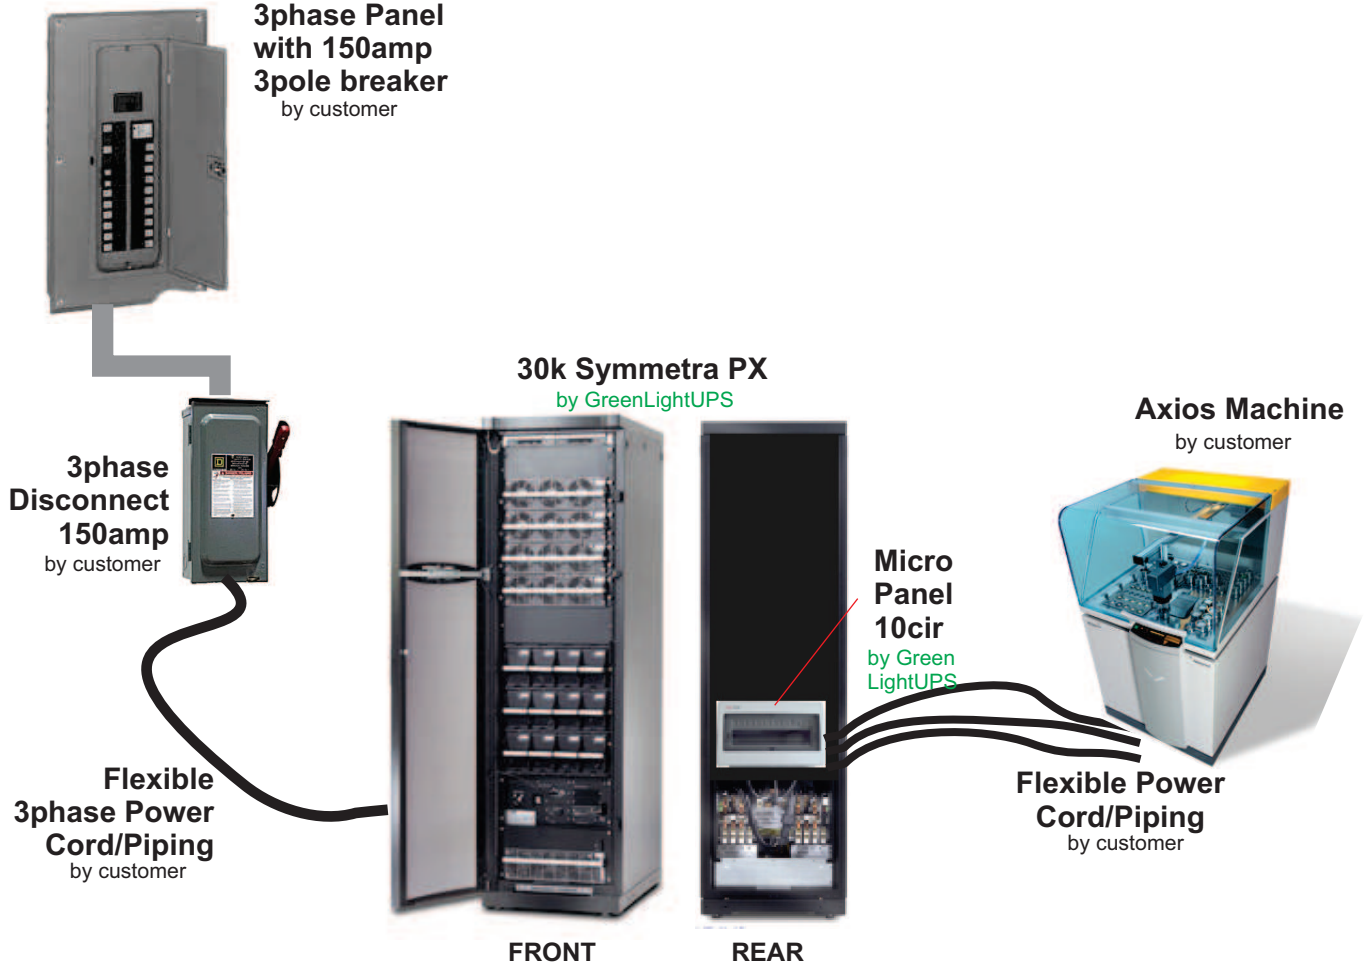 3phase Panel
with 150amp
3pole breaker
by customer
30k Symmetra PX
by GreenLightUPS
Axios Machine
by customer
3phase
Disconnect
150amp
by customer
Micro
Panel
10cir
by Green
LightUPS
Flexible
3phase Power
Cord/Piping
by customer
Flexible Power
Cord/Piping
by customer
FRONT
REAR